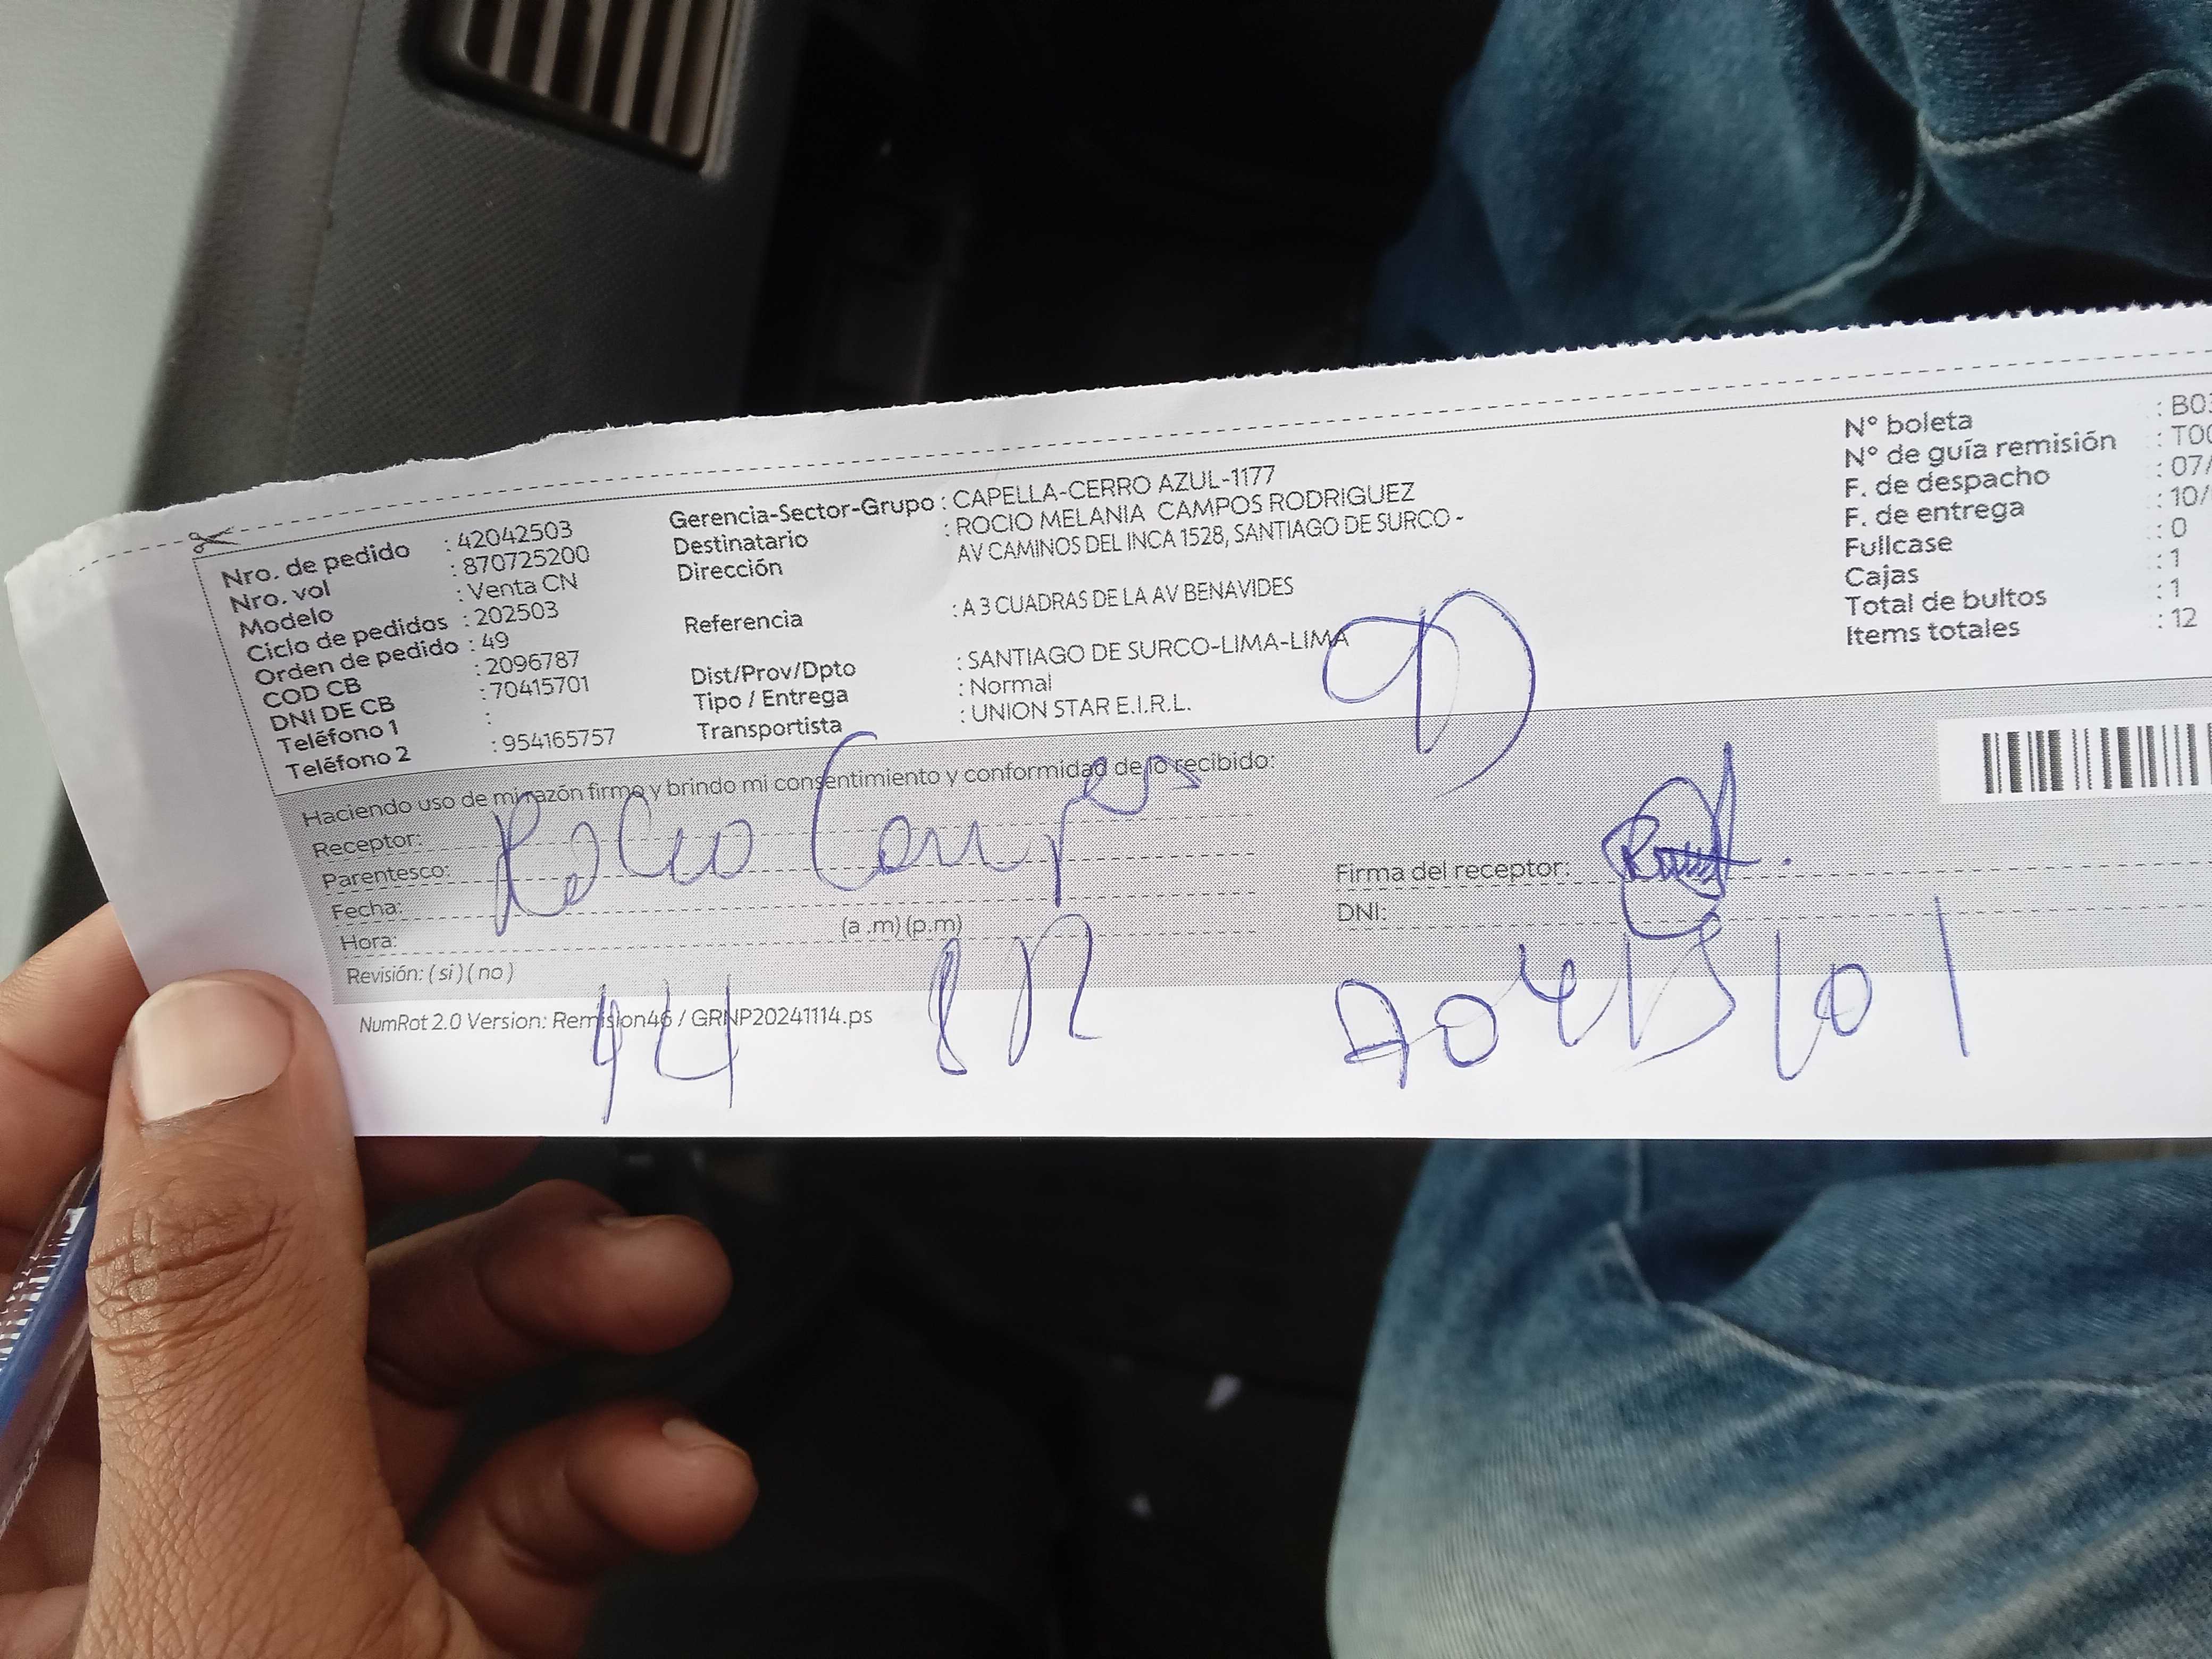 Nro. de pedido : 42042503
Nro. vol : 870725200
Modelo : Venta CN
Ciclo de pedidos : 202503
Orden de pedido : 49
COD CB : 2096787
DNI DE CB : 70415701
Teléfono 1 :
Teléfono 2 : 954165757
Gerencia-Sector-Grupo : CAPELLA-CERRO AZUL-1177
Destinatario : ROCIO MELANIA CAMPOS RODRIGUEZ
Dirección AV CAMINOS DEL INCA 1528, SANTIAGO DE SURCO -
Referencia : A 3 CUADRAS DE LA AV BENAVIDES
Dist/Prov/Dpto : SANTIAGO DE SURCO-LIMA-LIMA
Tipo / Entrega : Normal
Transportista : UNION STAR E.I.R.L.
N° boleta : B03
N° de guía remisión : T00
F. de despacho : 07/
F. de entrega : 10/
Fullcase : 0
Cajas : 1
Total de bultos : 1
Items totales : 12
Haciendo uso de mi razón firmo y brindo mi consentimiento y conformidad de lo recibido:
Receptor: Rocio Campos
Parentesco:
Fecha:
Hora: (a .m) (p.m)
Revisión: ( si ) ( no )
Firma del receptor:
DNI:
NumRot 2.0 Version: Remision46 / GRNP20241114.ps